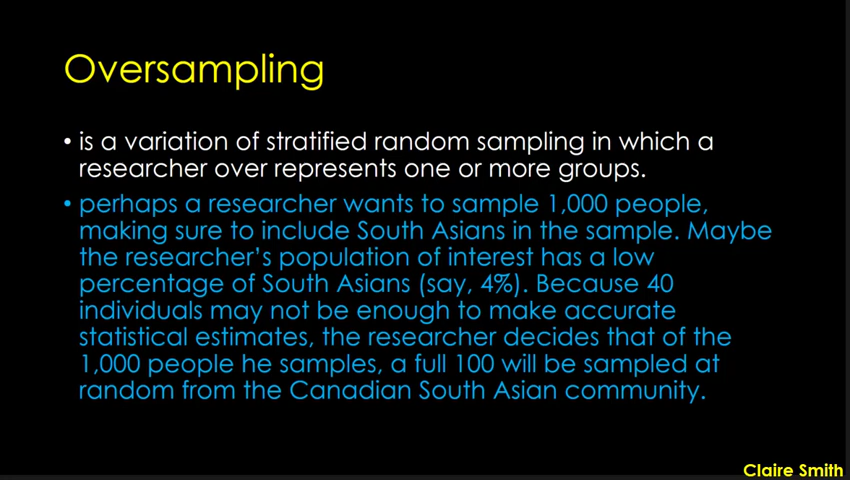 Oversampling
• is a variation of stratified random sampling in which a
researcher over represents one or more groups.
• perhaps a researcher wants to sample 1,000 people,
making sure to include South Asians in the sample. Maybe
the researcher's population of interest has a low
percentage of South Asians (say, 4%). Because 40
individuals may not be enough to make accurate
statistical estimates, the researcher decides that of the
1,000 people he samples, a full 100 will be sampled at
random from the Canadian South Asian community.
Claire Smith